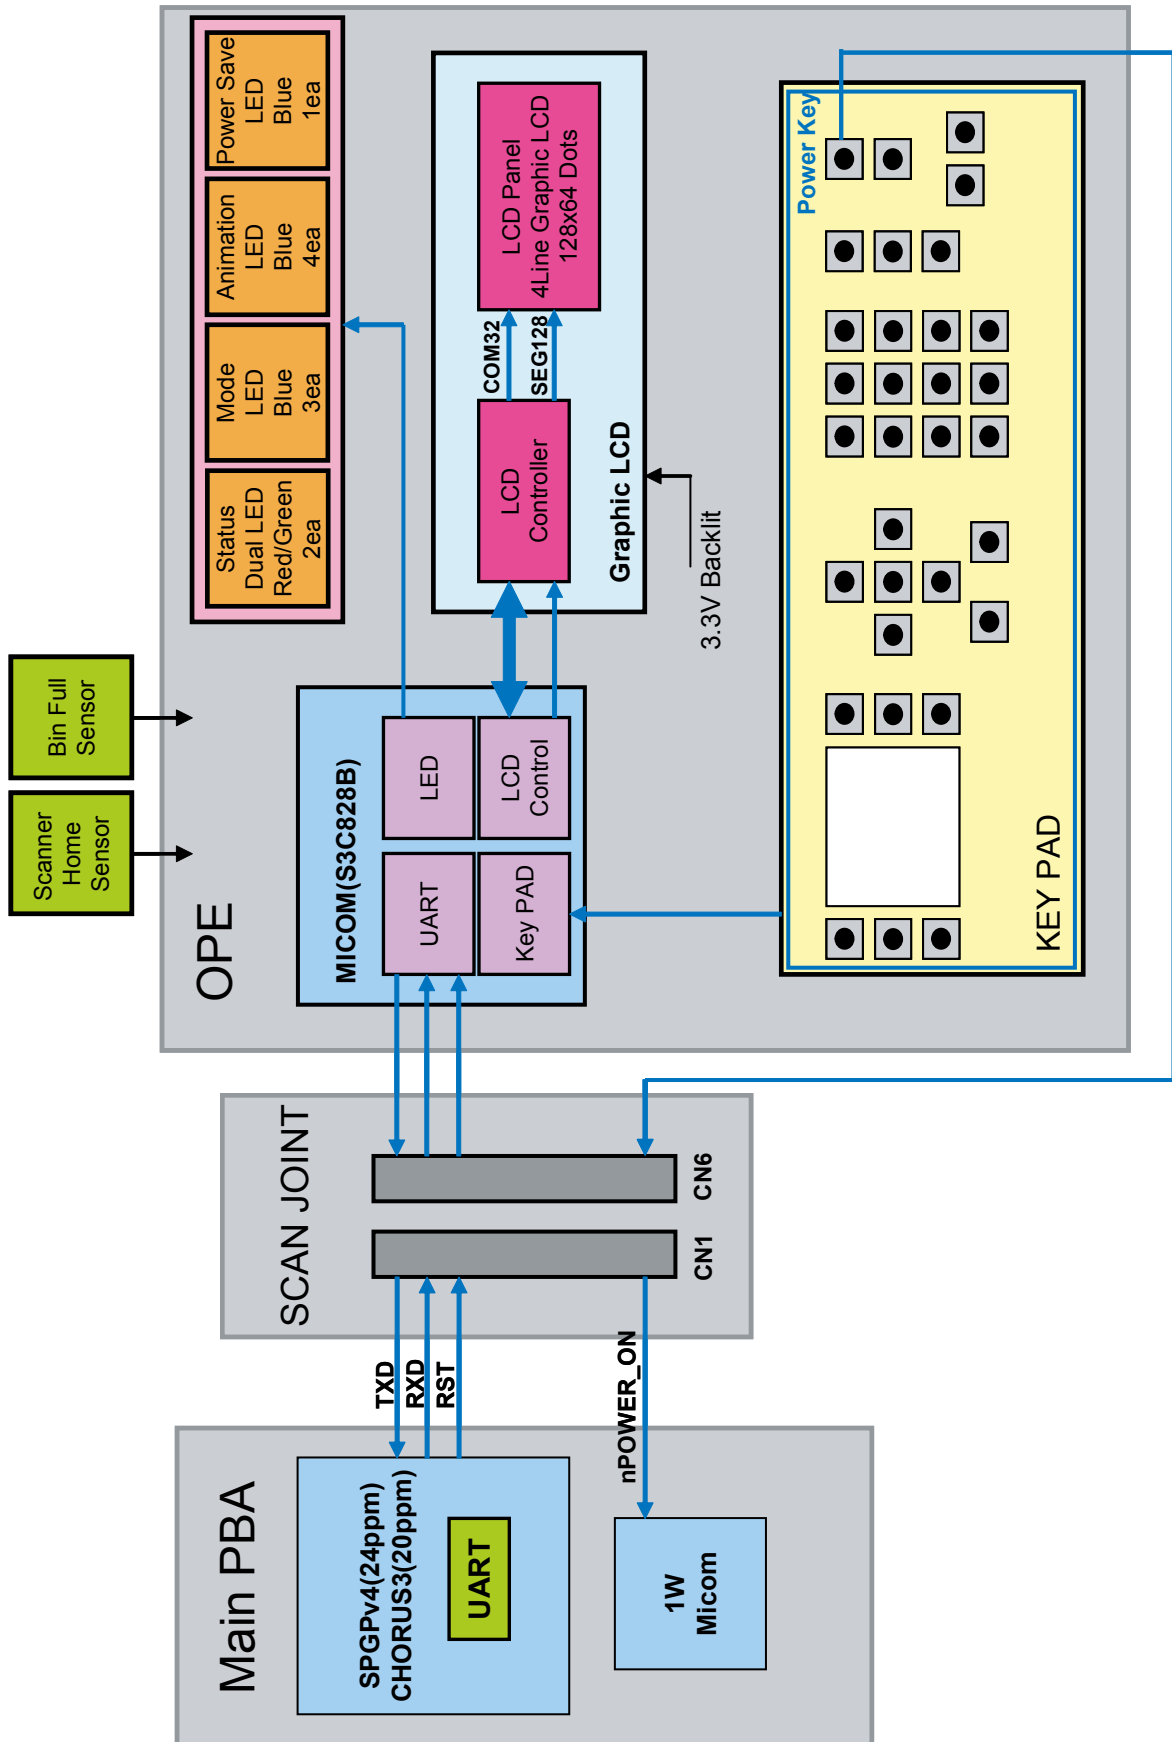 Main PBA
SPGPv4(24ppm)
CHORUS3(20ppm)
UART
1W
Micom
TXD
RXD
RST
nPOWER_ON
SCAN JOINT
CN1
CN6
OPE
Scanner
Home
Sensor
Bin Full
Sensor
MICOM(S3C828B)
UART
LED
Key PAD
LCD
Control
Status
Dual LED
Red/Green
2ea
Mode
LED
Blue
3ea
Animation
LED
Blue
4ea
Power Save
LED
Blue
1ea
LCD
Controller
COM32
SEG128
LCD Panel
4Line Graphic LCD
128x64 Dots
Graphic LCD
3.3V Backlit
Power Key
KEY PAD